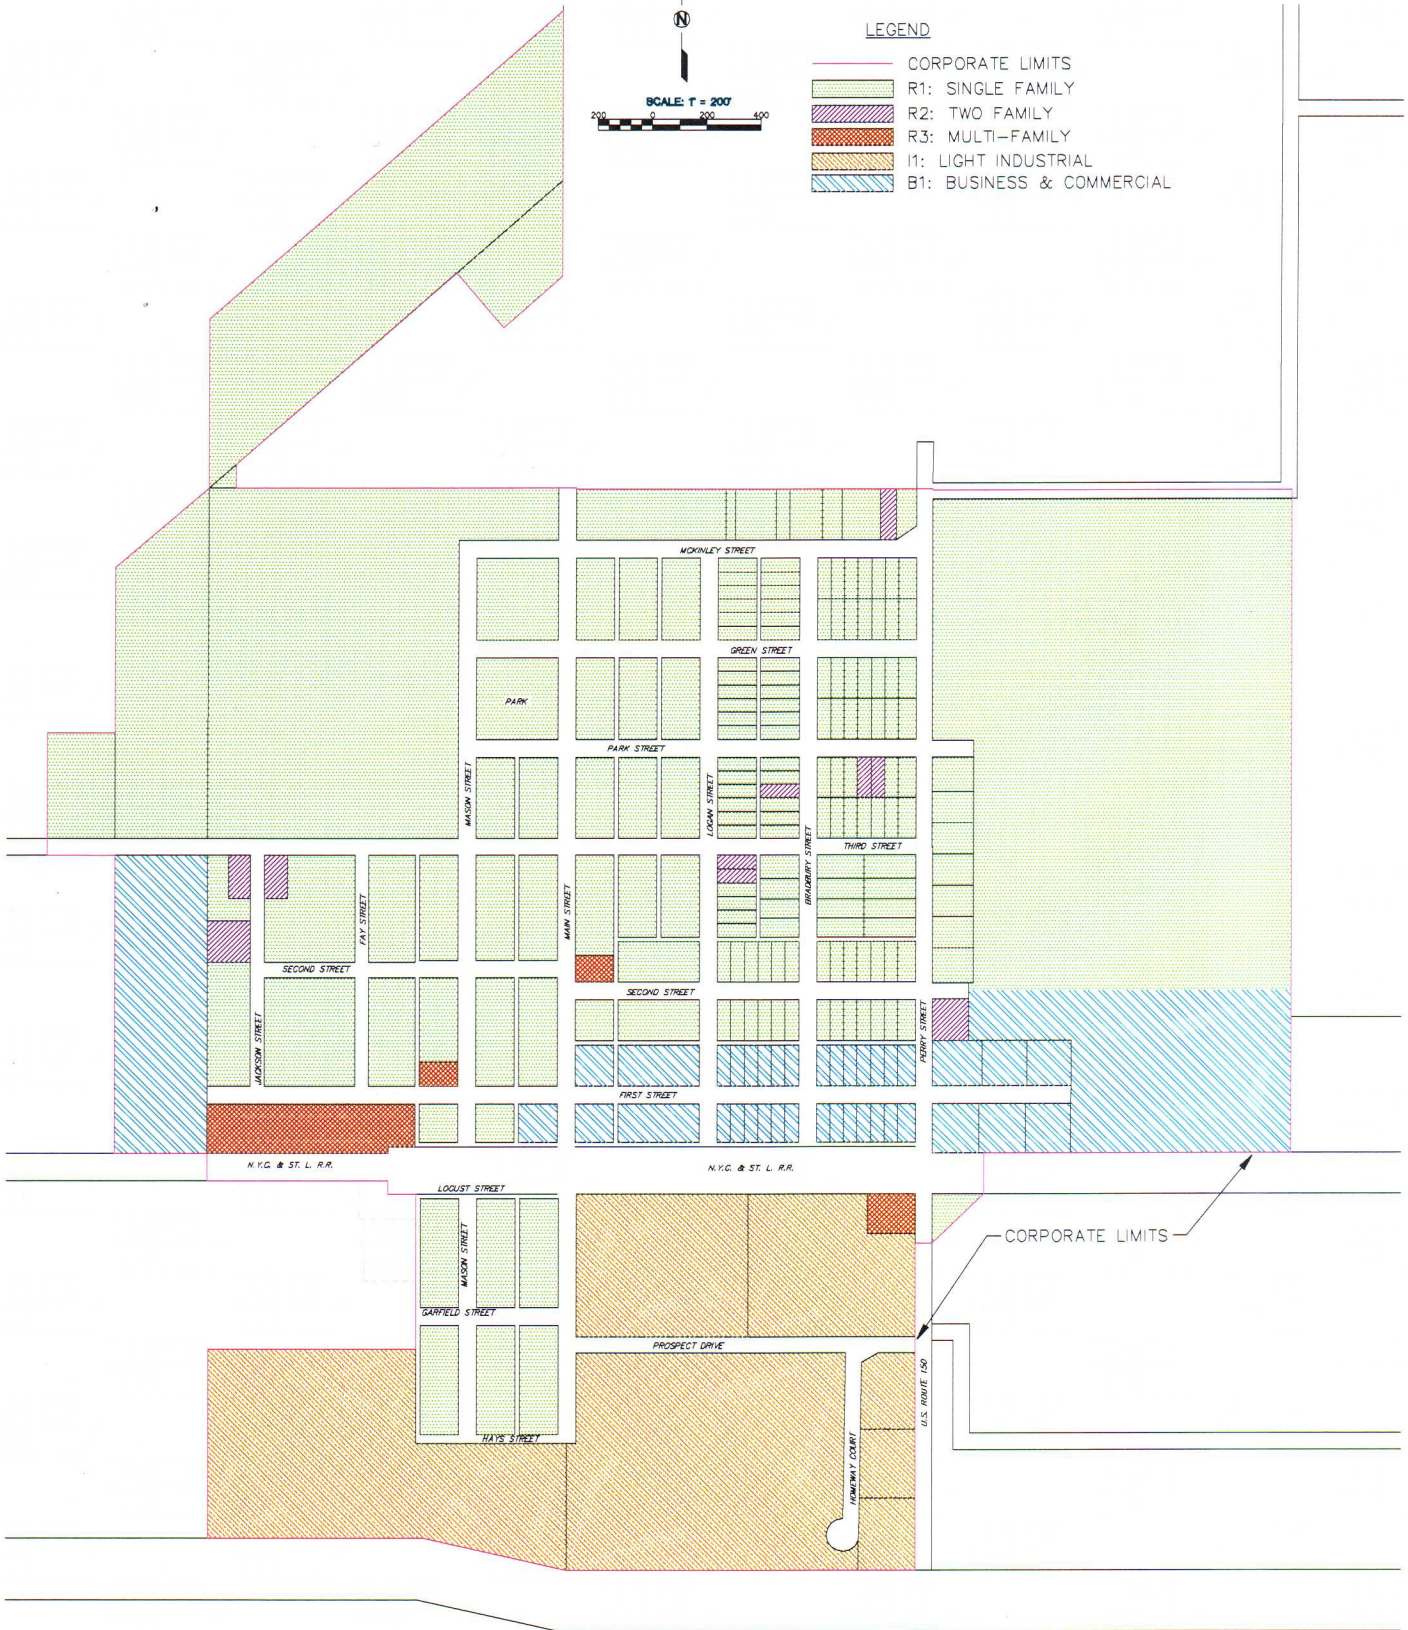 N
LEGEND
CORPORATE LIMITS
R1: SINGLE FAMILY
SCALE: 1" = 200'
200 0 200 400
R2: TWO FAMILY
R3: MULTI-FAMILY
I1: LIGHT INDUSTRIAL
B1: BUSINESS & COMMERCIAL
MCKINLEY STREET
GREEN STREET
PARK
PARK STREET
MASON STREET
LOGAN STREET
THIRD STREET
BRADBURY STREET
FAY STREET
MAIN STREET
SECOND STREET
SECOND STREET
JACKSON STREET
PERRY STREET
FIRST STREET
N.Y.C. & ST. L. R.R.
N.Y.C. & ST. L. R.R.
LOCUST STREET
MASON STREET
CORPORATE LIMITS
GARFIELD STREET
PROSPECT DRIVE
U.S. ROUTE 150
HAYS STREET
HOMEWAY COURT